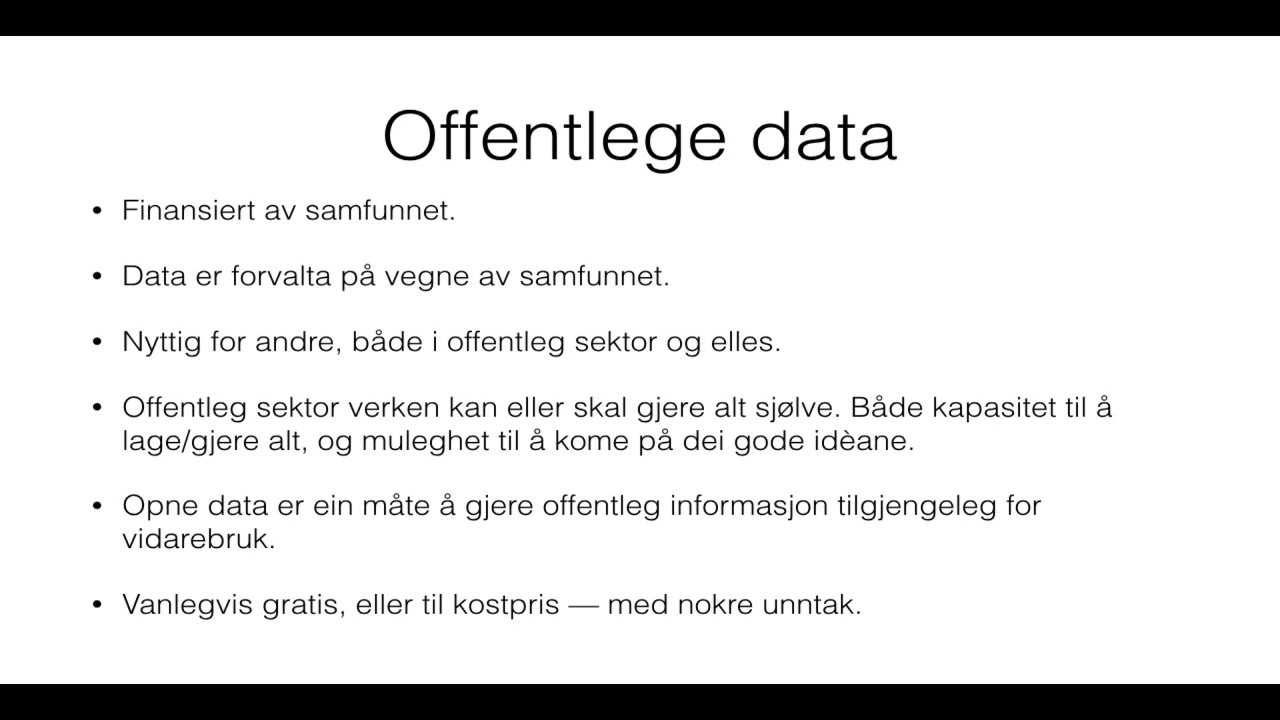 Offentlege data
• Finansiert av samfunnet.
• Data er forvalta på vegne av samfunnet.
• Nyttig for andre, både i offentleg sektor og elles.
• Offentleg sektor verken kan eller skal gjere alt sjølve. Både kapasitet til å
lage/gjere alt, og muleghet til å kome på dei gode idèane.
• Opne data er ein måte å gjere offentleg informasjon tilgjengeleg for
vidarebruk.
• Vanlegvis gratis, eller til kostpris — med nokre unntak.